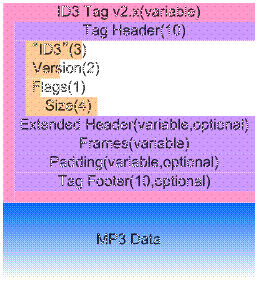 ID3 Tag v2.x(variable)
Tag Header(10)
"ID3"(3)
Version(2)
Flags(1)
Size(4)
Extended Header(variable,optional)
Frames(variable)
Padding(variable,optional)
Tag Footer(10,optional)
MP3 Data